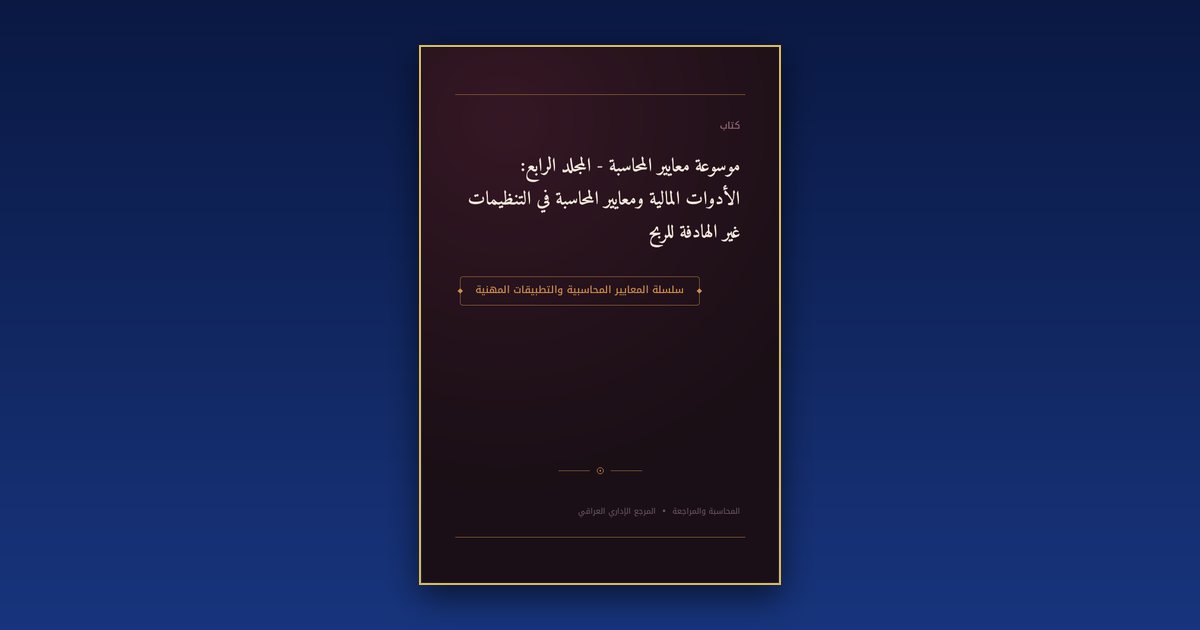 كتاب
موسوعة معايير المحاسبة - المجلد الرابع:
الأدوات المالية ومعايير المحاسبة في التنظيمات
غير الهادفة للربح
سلسلة المعايير المحاسبية والتطبيقات المهنية
المحاسبة والمراجعة • المرجع الإداري العراقي